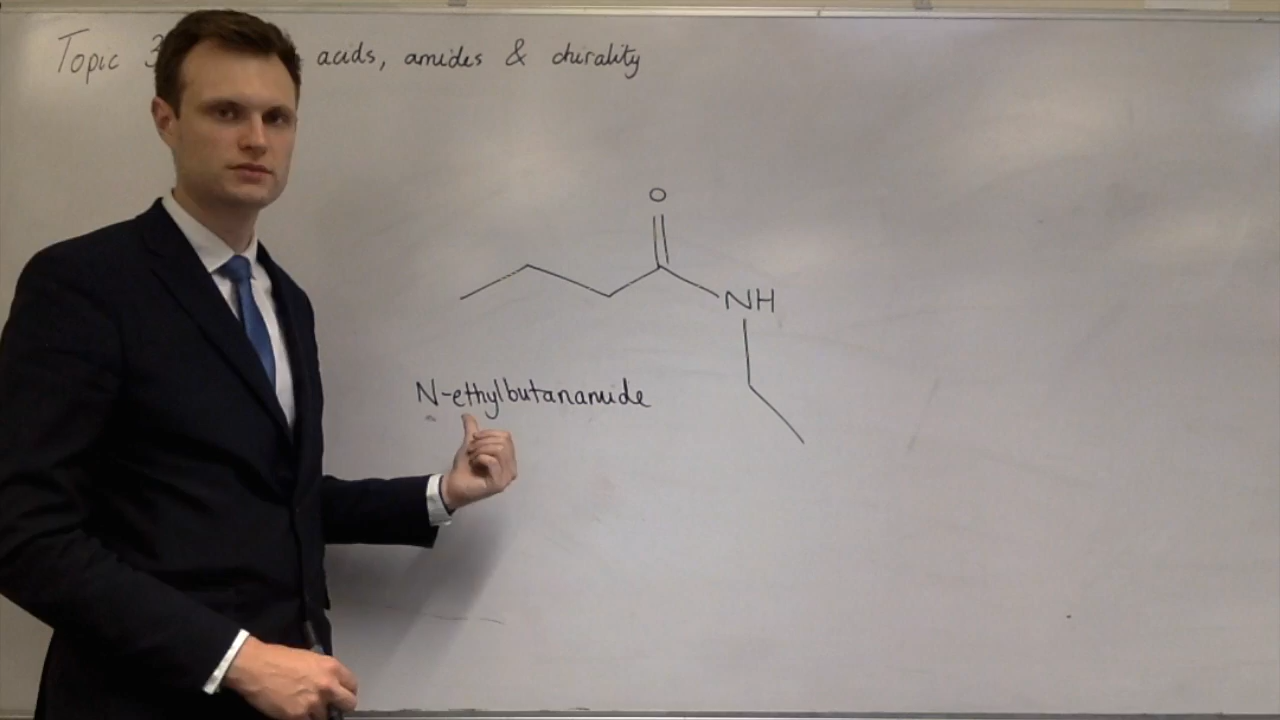 Topic 3 acids, amides & chirality
O
NH
N-ethylbutanamide